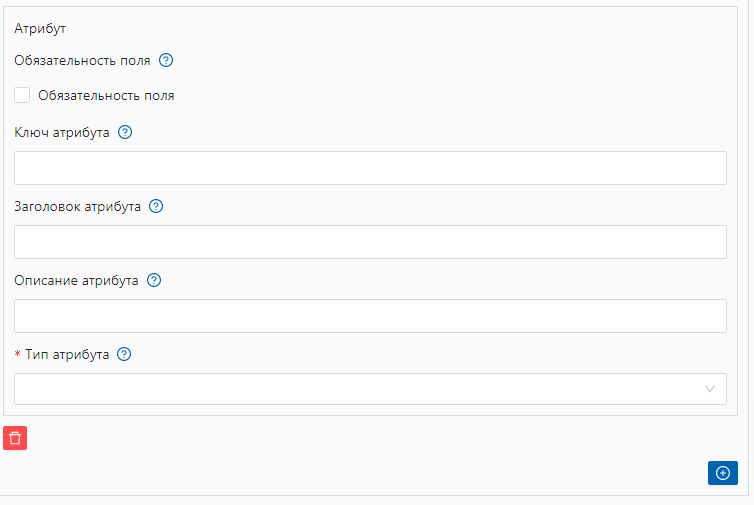 Атрибут
Обязательность поля
Обязательность поля
Ключ атрибута
Заголовок атрибута
Описание атрибута
* Тип атрибута